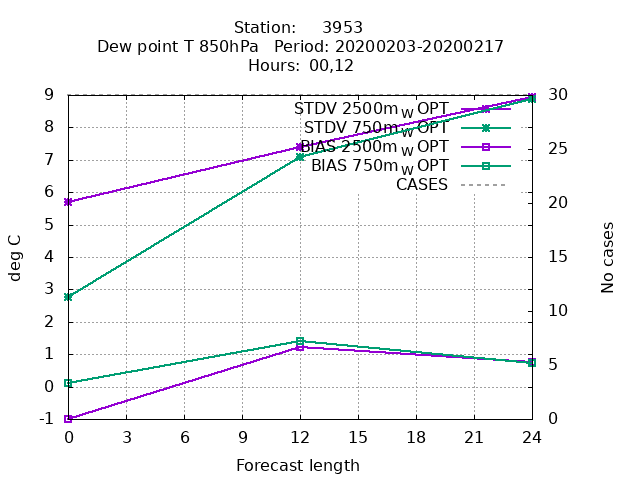 Station: 3953
Dew point T 850hPa Period: 20200203-20200217
Hours: 00,12
STDV 2500m_W OPT
STDV 750m_W OPT
BIAS 2500m_W OPT
BIAS 750m_W OPT
CASES
9
8
7
6
5
4
3
2
1
0
-1
30
25
20
15
10
5
0
deg C
No cases
0 3 6 9 12 15 18 21 24
Forecast length